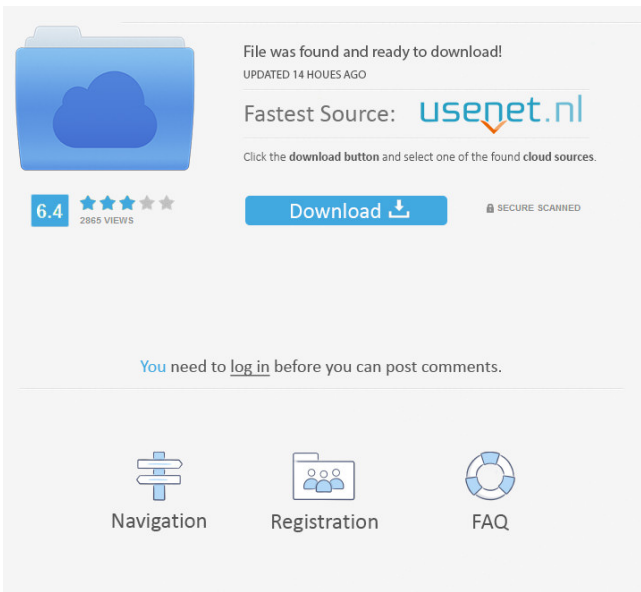 File was found and ready to download!
UPDATED 14 HOUES AGO
Fastest Source: usenet.nl
Click the download button and select one of the found cloud sources.
6.4
2865 VIEWS
Download
SECURE SCANNED
You need to log in before you can post comments.
Navigation
Registration
FAQ